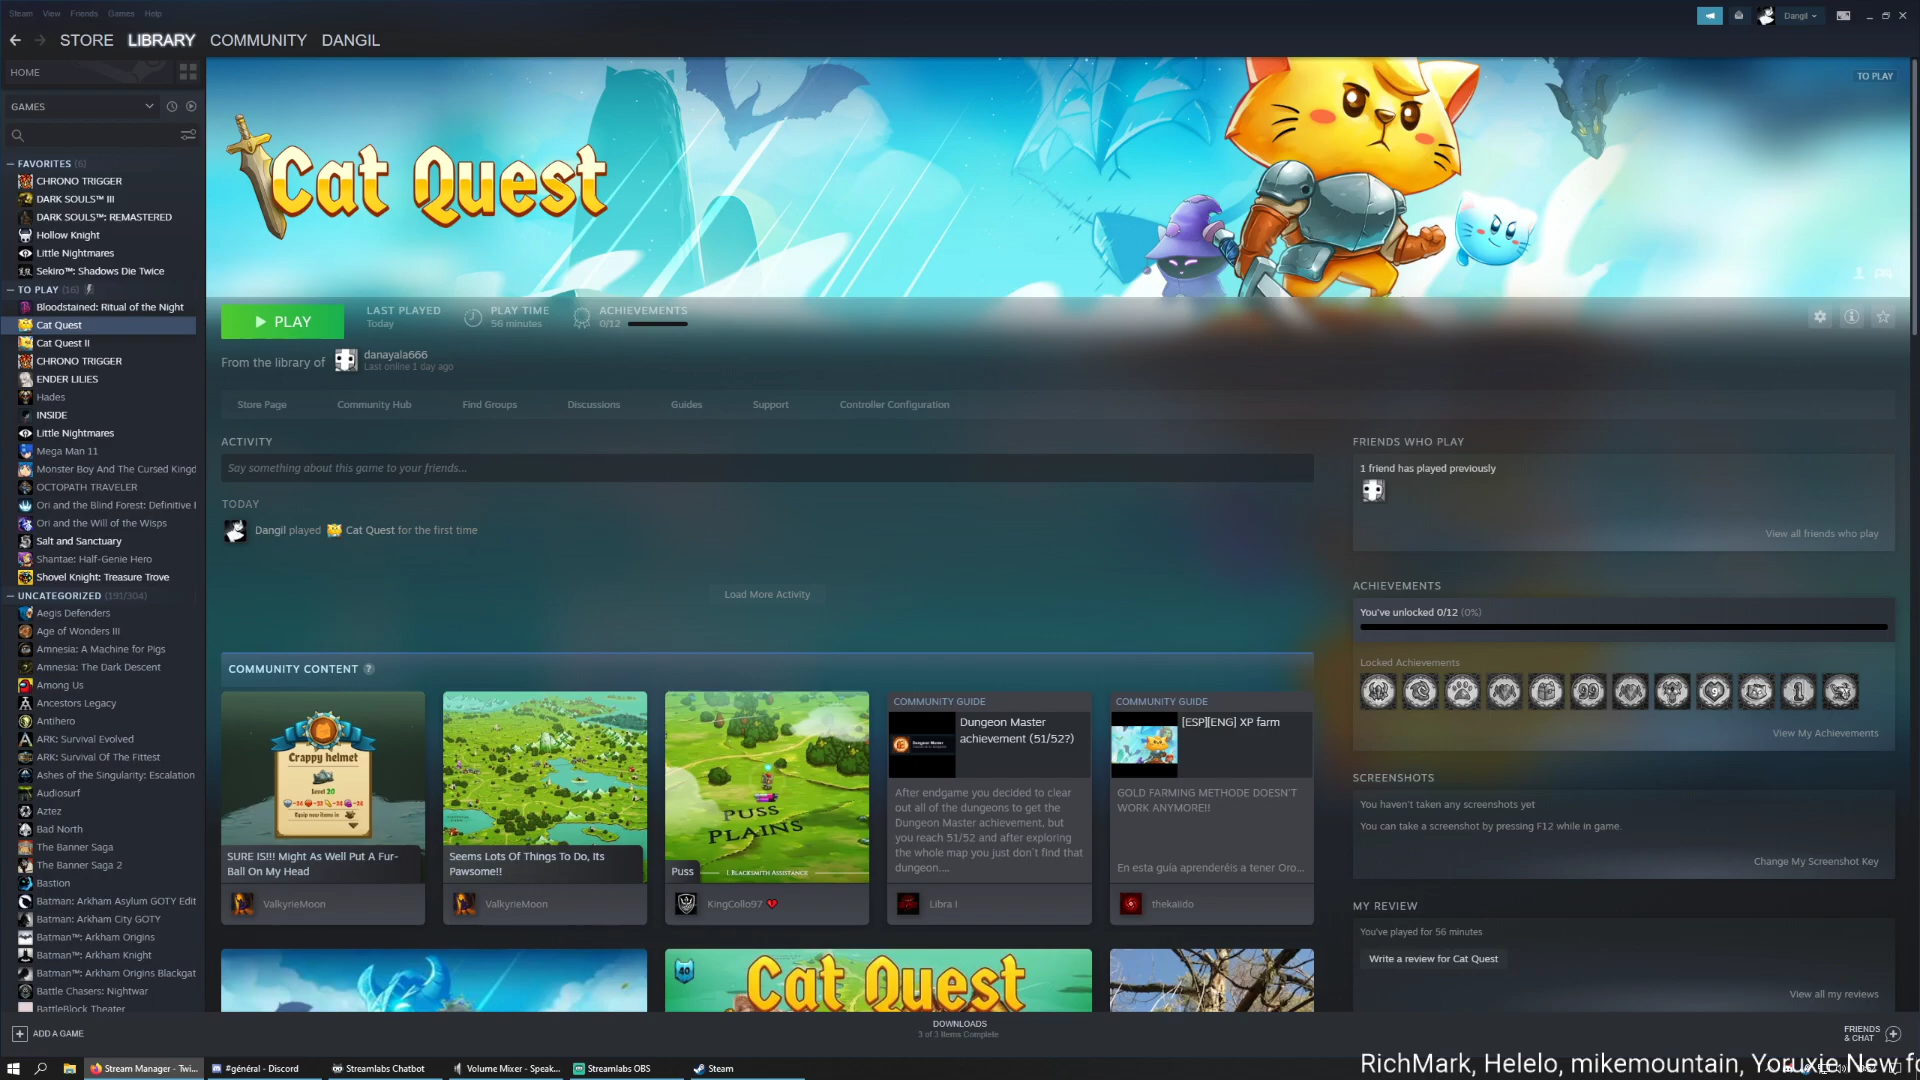 Steam View Friends Games Help
Dangil
STORE LIBRARY COMMUNITY DANGIL
HOME
GAMES
FAVORITES (6)
CHRONO TRIGGER
DARK SOULS™ III
DARK SOULS™: REMASTERED
Hollow Knight
Little Nightmares
Sekiro™: Shadows Die Twice
TO PLAY (16)
Bloodstained: Ritual of the Night
Cat Quest
Cat Quest II
CHRONO TRIGGER
ENDER LILIES
Hades
INSIDE
Little Nightmares
Mega Man 11
Monster Boy And The Cursed Kingd
OCTOPATH TRAVELER
Ori and the Blind Forest: Definitive
Ori and the Will of the Wisps
Salt and Sanctuary
Shantae: Half-Genie Hero
Shovel Knight: Treasure Trove
UNCATEGORIZED (191/304)
Aegis Defenders
Age of Wonders III
Amnesia: A Machine for Pigs
Amnesia: The Dark Descent
Among Us
Ancestors Legacy
Antihero
ARK: Survival Evolved
ARK: Survival Of The Fittest
Ashes of the Singularity: Escalation
Audiosurf
Aztez
Bad North
The Banner Saga
The Banner Saga 2
Bastion
Batman: Arkham Asylum GOTY Edit
Batman: Arkham City GOTY
Batman™: Arkham Origins
Batman™: Arkham Knight
Batman™: Arkham Origins Blackgat
Battle Chasers: Nightwar
BattleBlock Theater
ADD A GAME
TO PLAY
Cat Quest
PLAY
LAST PLAYED
Today
PLAY TIME
56 minutes
ACHIEVEMENTS
0/12
From the library of danayala666
Last online 1 day ago
Store Page Community Hub Find Groups Discussions Guides Support Controller Configuration
ACTIVITY
Say something about this game to your friends...
TODAY
Dangil played Cat Quest for the first time
Load More Activity
COMMUNITY CONTENT ?
Crappy helmet
Level 20
SURE IS!!! Might As Well Put A Fur-
Ball On My Head
ValkyrieMoon
Seems Lots Of Things To Do, Its
Pawsome!!
ValkyrieMoon
PUSS
PLAINS
BLACKSMITH ASSISTANCE
Puss
KingCollo97
COMMUNITY GUIDE
Dungeon Master
achievement (51/52?)
After endgame you decided to clear
out all of the dungeons to get the
Dungeon Master achievement, but
you reach 51/52 and after exploring
the whole map you just don't find that
dungeon....
Libra I
COMMUNITY GUIDE
[ESP][ENG] XP farm
GOLD FARMING METHODE DOESN'T
WORK ANYMORE!!
En esta guía aprenderéis a tener Oro...
thekaiido
40
Cat Quest
FRIENDS WHO PLAY
1 friend has played previously
View all friends who play
ACHIEVEMENTS
You've unlocked 0/12 (0%)
Locked Achievements
View My Achievements
SCREENSHOTS
You haven't taken any screenshots yet
You can take a screenshot by pressing F12 while in game.
Change My Screenshot Key
MY REVIEW
You've played for 56 minutes
Write a review for Cat Quest
View all my reviews
DOWNLOADS
3 of 3 Items Complete
FRIENDS
& CHAT
Stream Manager - Twi...
#général - Discord
Streamlabs Chatbot
Volume Mixer - Speak...
Streamlabs OBS
Steam
RichMark, Helelo, mikemountain, Yoruxie New fo